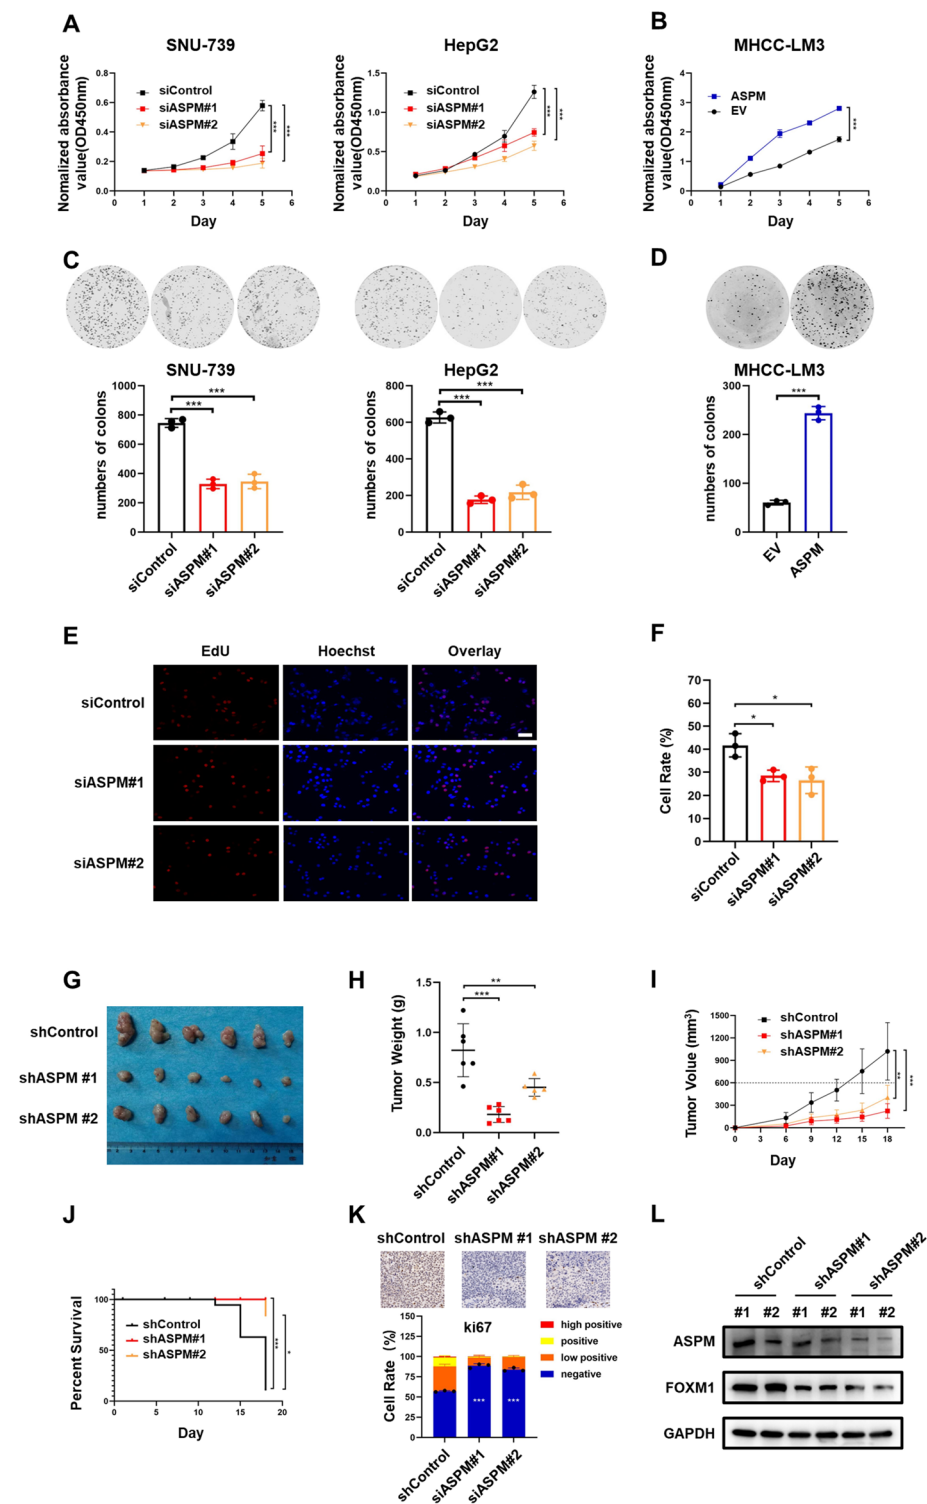 A
SNU-739
Nomalized absorbance
value(OD450nm)
0.8
0.6
0.4
0.2
0.0
siControl
siASPM#1
siASPM#2
***
***
0 1 2 3 4 5 6
Day
HepG2
Nomalized absorbance
value(OD450nm)
1.5
1.0
0.5
0.0
siControl
siASPM#1
siASPM#2
***
***
0 1 2 3 4 5 6
Day
B
MHCC-LM3
Nomalized absorbance
value(OD450nm)
4
3
2
1
0
ASPM
EV
***
0 1 2 3 4 5 6
Day
C
SNU-739
numbers of colons
1000
800
600
400
200
0
***
***
siControl
siASPM#1
siASPM#2
HepG2
numbers of colons
800
600
400
200
0
***
***
siControl
siASPM#1
siASPM#2
D
MHCC-LM3
numbers of colons
300
200
100
0
***
EV
ASPM
E
EdU Hoechst Overlay
siControl
siASPM#1
siASPM#2
F
Cell Rate (%)
70
60
50
40
30
20
10
0
*
*
siControl
siASPM#1
siASPM#2
G
shControl
shASPM #1
shASPM #2
H
Tumor Weight (g)
1.5
1.0
0.5
0.0
**
***
shControl
shASPM#1
shASPM#2
I
Tumor Volue (mm3)
1500
1200
900
600
300
0
shControl
shASPM#1
shASPM#2
**
***
0 3 6 9 12 15 18
Day
J
Percent Survival
100
50
0
shControl
shASPM#1
shASPM#2
***
*
0 5 10 15 20
Day
K
shControl shASPM #1 shASPM #2
ki67
Cell Rate (%)
100
75
50
25
0
high positive
positive
low positive
negative
*** ***
shControl
siASPM#1
siASPM#2
L
shControl
shASPM#1
shASPM#2
#1 #2 #1 #2 #1 #2
ASPM
FOXM1
GAPDH